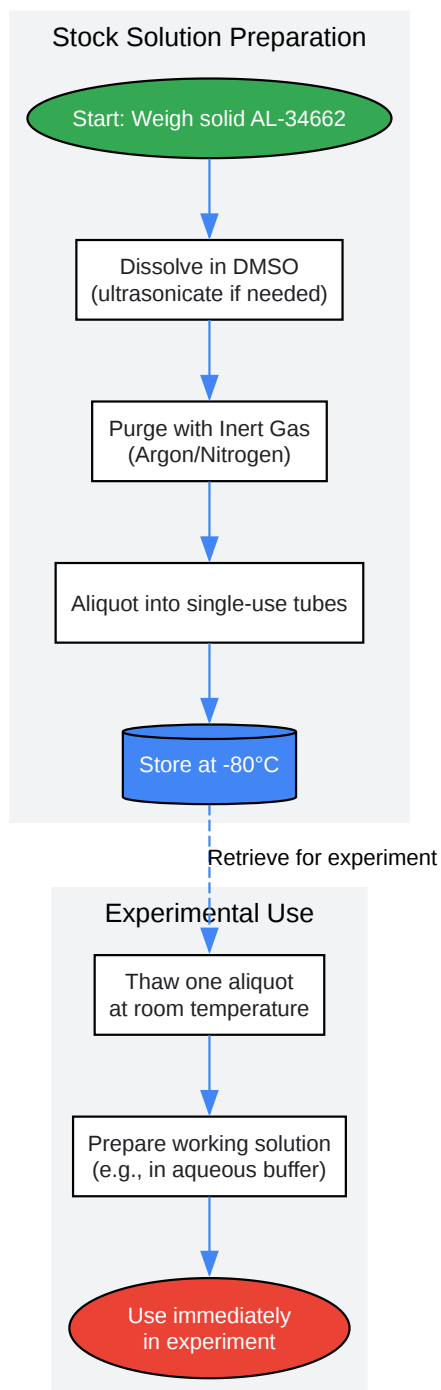 Stock Solution Preparation
Start: Weigh solid AL-34662
Dissolve in DMSO
(ultrasonicate if needed)
Purge with Inert Gas
(Argon/Nitrogen)
Aliquot into single-use tubes
Store at -80°C
Retrieve for experiment
Experimental Use
Thaw one aliquot
at room temperature
Prepare working solution
(e.g., in aqueous buffer)
Use immediately
in experiment